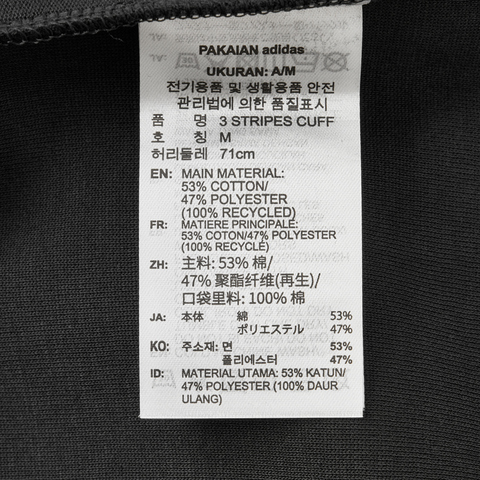 PAKAIAN adidas
UKURAN: A/M
전기용품 및 생활용품 안전
관리법에 의한 품질표시
품 명 3 STRIPES CUFF
호 칭 M
허리둘레 71cm
EN: MAIN MATERIAL:
53% COTTON/
47% POLYESTER
(100% RECYCLED)
FR: MATIERE PRINCIPALE:
53% COTON/47% POLYESTER
(100% RECYCLÉ)
ZH: 主料: 53% 棉/
47% 聚酯纤维(再生)/
口袋里料: 100% 棉
JA: 本体 綿 53%
ポリエステル 47%
KO: 주소재: 면 53%
폴리에스터 47%
ID: MATERIAL UTAMA: 53% KATUN/
47% POLYESTER (100% DAUR
ULANG)